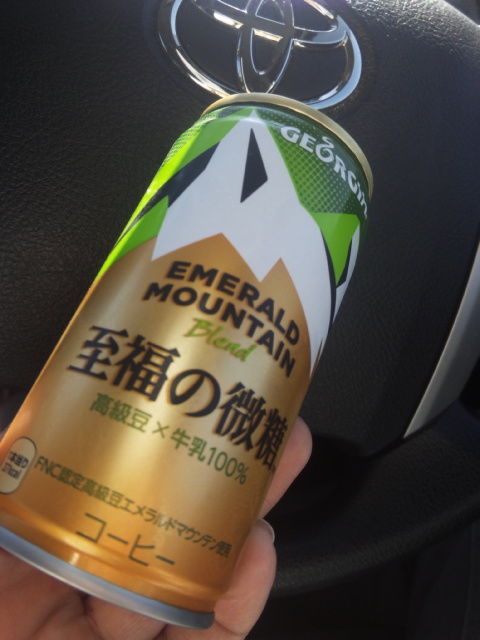 GEORGIA
EMERALD
MOUNTAIN
Blend
至福の微糖
高級豆×牛乳100%
FNC認定高級豆エメラルドマウンテン使用
コーヒー